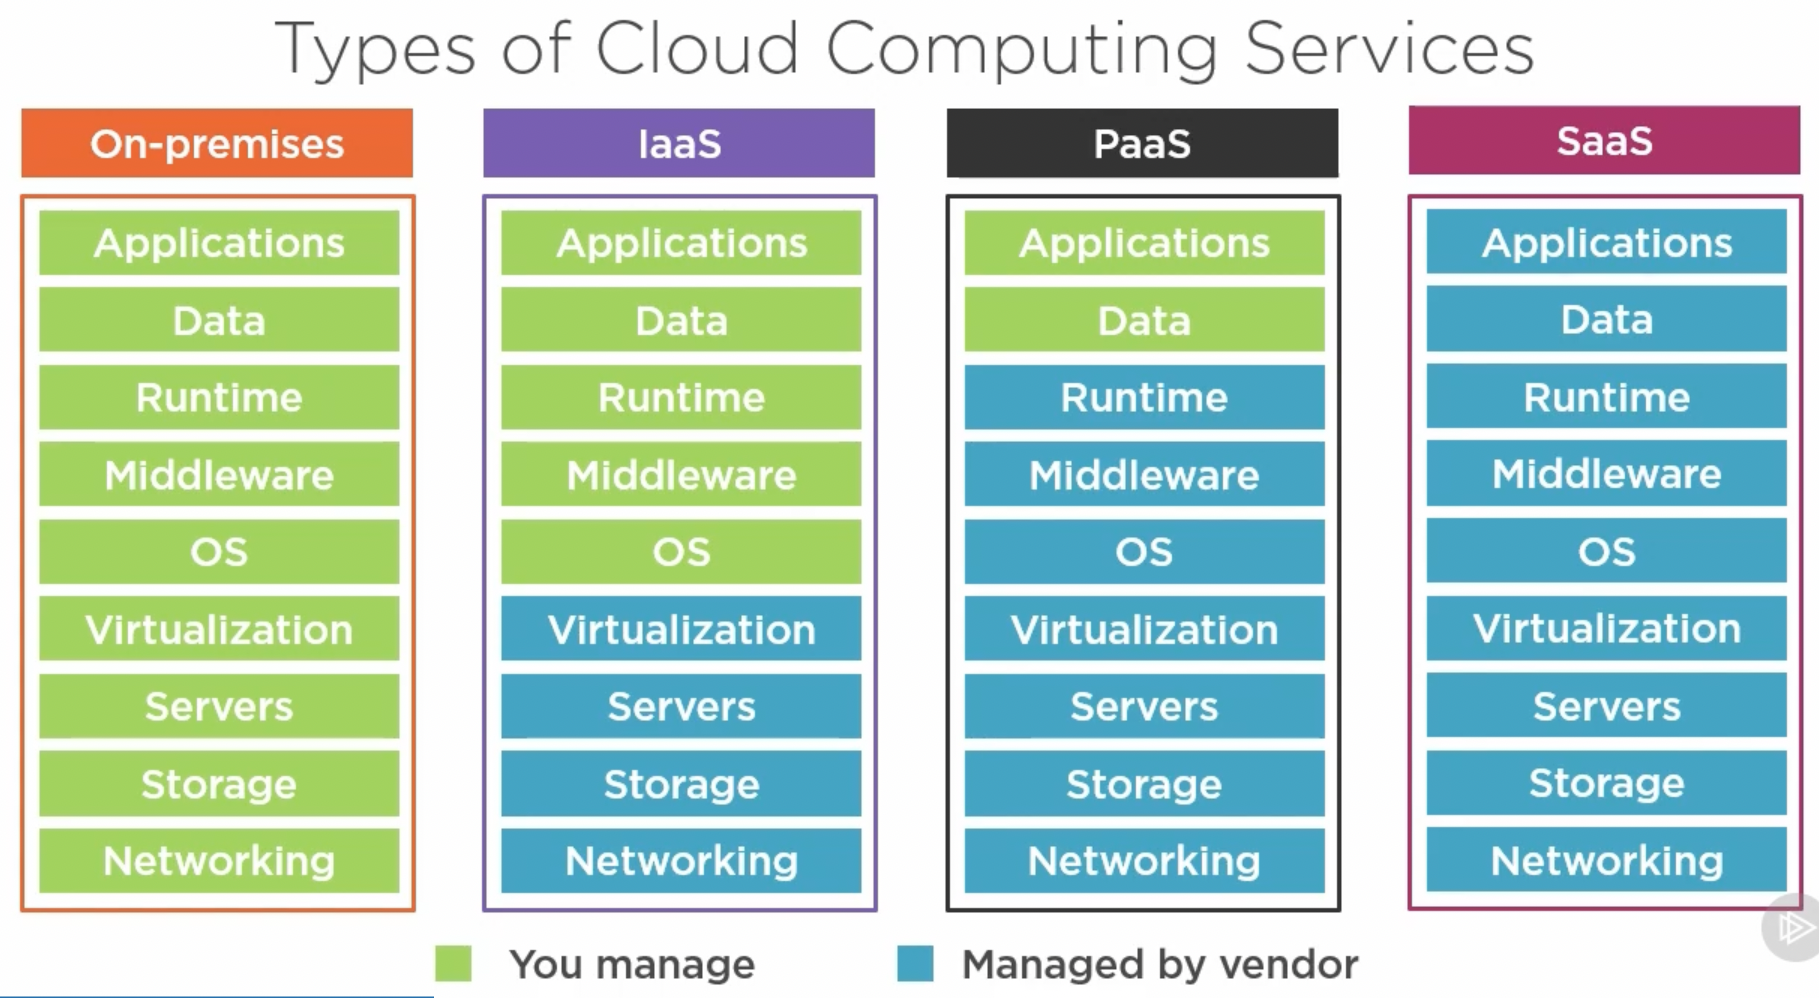 Types of Cloud Computing Services
On-premises
Applications
Data
Runtime
Middleware
OS
Virtualization
Servers
Storage
Networking
IaaS
Applications
Data
Runtime
Middleware
OS
Virtualization
Servers
Storage
Networking
PaaS
Applications
Data
Runtime
Middleware
OS
Virtualization
Servers
Storage
Networking
SaaS
Applications
Data
Runtime
Middleware
OS
Virtualization
Servers
Storage
Networking
You manage
Managed by vendor